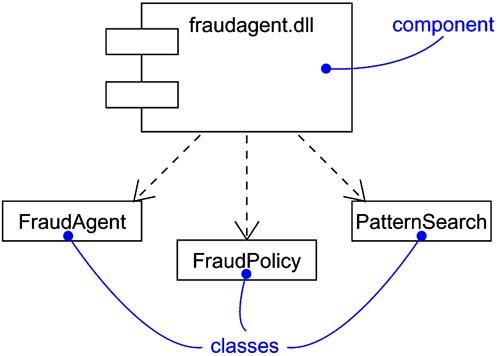 fraudagent.dll
component
FraudAgent
PatternSearch
FraudPolicy
classes